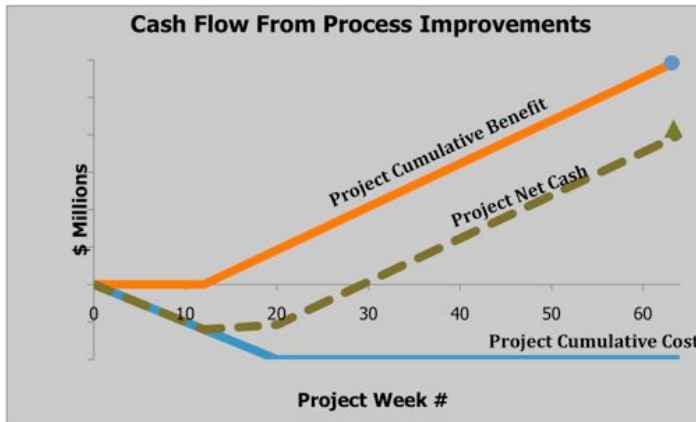 Cash Flow From Process Improvements
$ Millions
Project Cumulative Benefit
Project Net Cash
0 10 20 30 40 50 60
Project Cumulative Cost
Project Week #